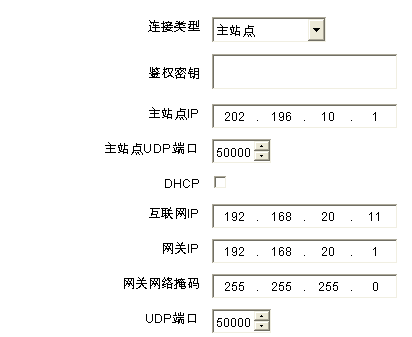 连接类型 主站点
鉴权密钥
主站点IP 202 . 196 . 10 . 1
主站点UDP端口 50000
DHCP
互联网IP 192 . 168 . 20 . 11
网关IP 192 . 168 . 20 . 1
网关网络掩码 255 . 255 . 255 . 0
UDP端口 50000